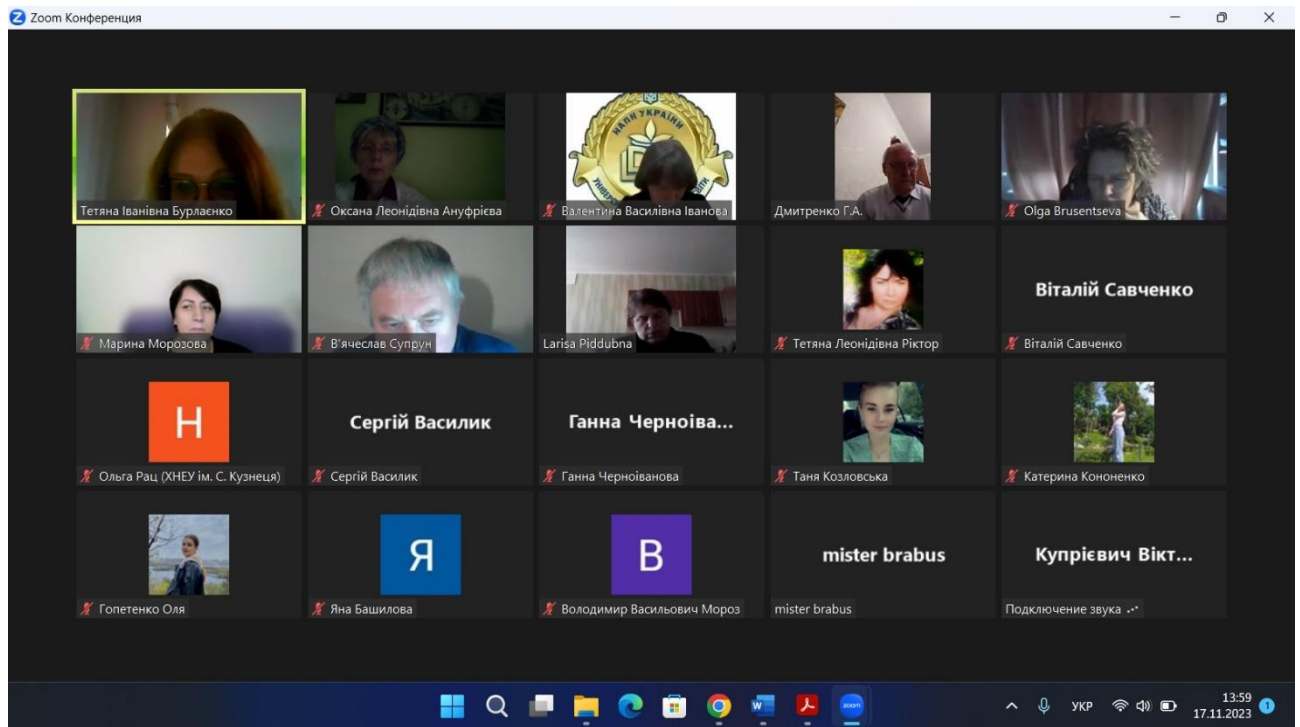 Zoom Конференция
НАПН УКРАЇНИ
Тетяна Іванівна Бурлаєнко
Оксана Леонідівна Ануфрієва
Валентина Василівна Іванова
Дмитренко Г.А.
Olga Brusentseva
Марина Морозова
В'ячеслав Супрун
Larisa Piddubna
Тетяна Леонідівна Ріктор
Віталій Савченко
Віталій Савченко
Н
Сергій Василик
Ганна Черноіва...
Ольга Рац (ХНЕУ ім. С. Кузнеця)
Сергій Василик
Ганна Черноіванова
Таня Козловська
Катерина Кононенко
Я
В
mister brabus
Купрієвич Вікт...
Гопетенко Оля
Яна Башилова
Володимир Васильович Мороз
mister brabus
Подключение звука
zoom
УКР
13:59
17.11.2023
1